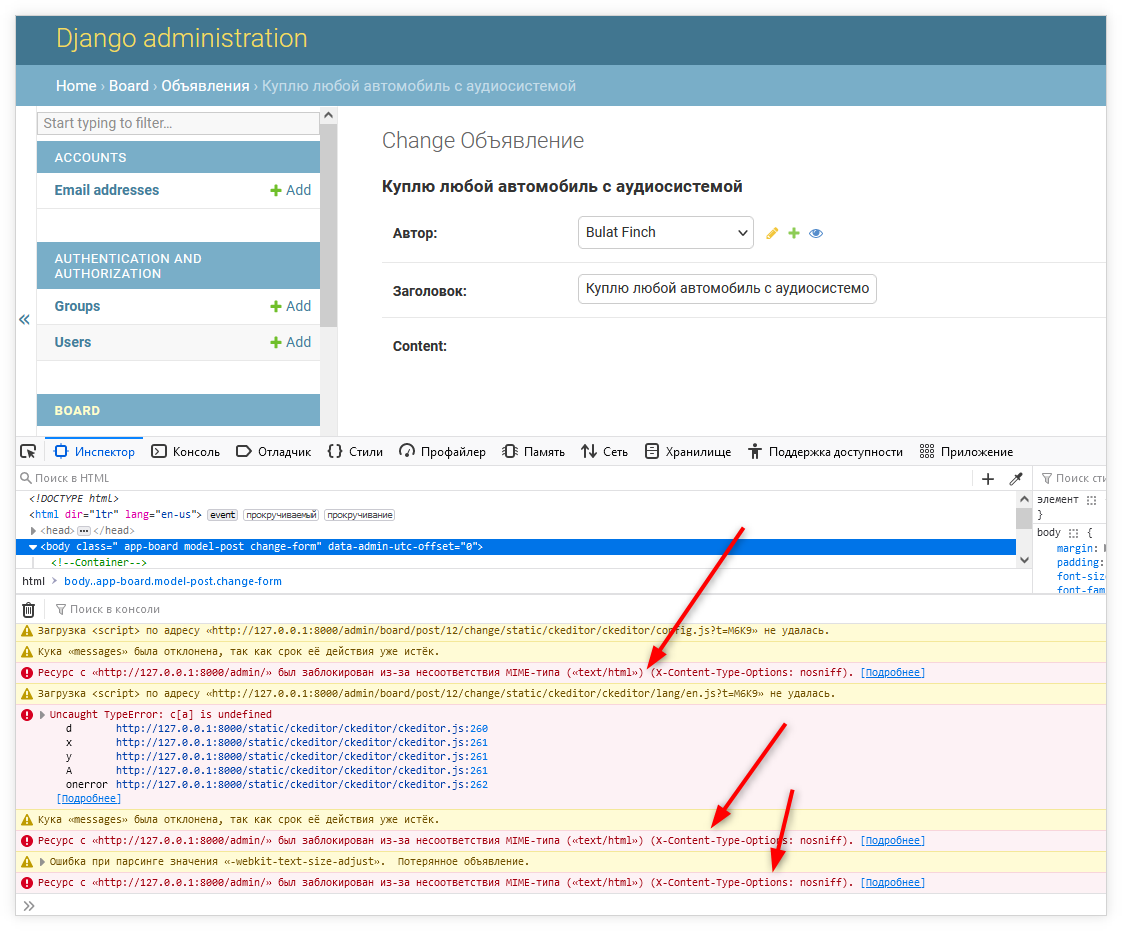 Django administration
Home › Board › Объявления › Куплю любой автомобиль с аудиосистемой
Start typing to filter…
ACCOUNTS
Email addresses
Add
AUTHENTICATION AND
AUTHORIZATION
Groups
Add
Users
Add
BOARD
«
Change Объявление
Куплю любой автомобиль с аудиосистемой
Автор:
Bulat Finch
Заголовок:
Куплю любой автомобиль с аудиосистемо
Content:
Инспектор Консоль Отладчик Стили Профайлер Память Сеть Хранилище Поддержка доступности Приложение
Поиск в HTML
<!DOCTYPE html>
<html dir="ltr" lang="en-us"> event прокручиваемый прокручивание
<head> ••• </head>
<body class=" app-board model-post change-form" data-admin-utc-offset="0">
<!--Container-->
html > body..app-board.model-post.change-form
Поиск сти
элемент {
}
body {
margin:
padding:
font-siz
font-fam
Поиск в консоли
Загрузка <script> по адресу «http://127.0.0.1:8000/admin/board/post/12/change/static/ckeditor/ckeditor/config.js?t=M6K9» не удалась.
Кука «messages» была отклонена, так как срок её действия уже истёк.
Ресурс с «http://127.0.0.1:8000/admin/» был заблокирован из-за несоответствия MIME-типа («text/html») (X-Content-Type-Options: nosniff). [Подробнее]
Загрузка <script> по адресу «http://127.0.0.1:8000/admin/board/post/12/change/static/ckeditor/ckeditor/lang/en.js?t=M6K9» не удалась.
Uncaught TypeError: c[a] is undefined
d http://127.0.0.1:8000/static/ckeditor/ckeditor/ckeditor.js:260
x http://127.0.0.1:8000/static/ckeditor/ckeditor/ckeditor.js:261
y http://127.0.0.1:8000/static/ckeditor/ckeditor/ckeditor.js:261
A http://127.0.0.1:8000/static/ckeditor/ckeditor/ckeditor.js:261
onerror http://127.0.0.1:8000/static/ckeditor/ckeditor/ckeditor.js:262
[Подробнее]
Кука «messages» была отклонена, так как срок её действия уже истёк.
Ресурс с «http://127.0.0.1:8000/admin/» был заблокирован из-за несоответствия MIME-типа («text/html») (X-Content-Type-Options: nosniff). [Подробнее]
Ошибка при парсинге значения «-webkit-text-size-adjust». Потерянное объявление.
Ресурс с «http://127.0.0.1:8000/admin/» был заблокирован из-за несоответствия MIME-типа («text/html») (X-Content-Type-Options: nosniff). [Подробнее]
»